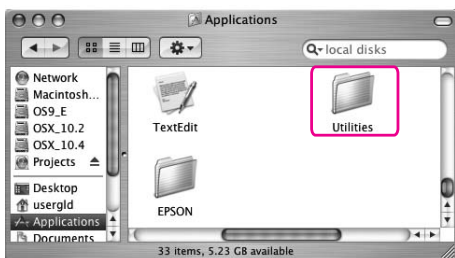 Applications
local disks
Network
Macintosh...
OS9_E
OSX_10.2
OSX_10.4
Projects
Desktop
usergld
Applications
Documents
TextEdit
Utilities
EPSON
33 items, 5.23 GB available